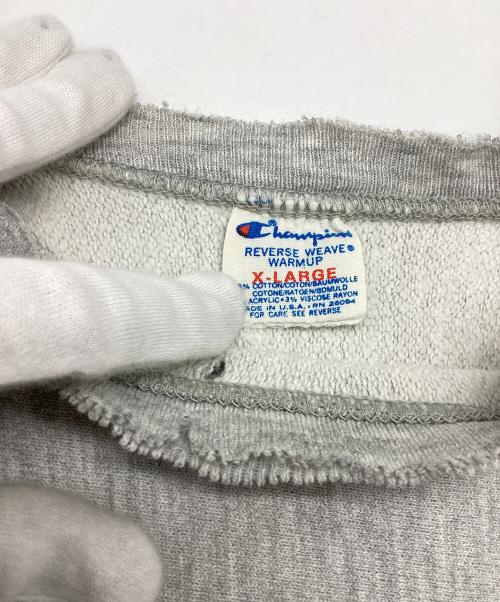 Champion
REVERSE WEAVE®
WARMUP
X-LARGE
% COTTON/COTON/BAUMWOLLE
COTONE/KATOEN/BOMULD
ACRYLIC•3% VISCOSE RAYON
MADE IN U.S.A., RN 26094
FOR CARE SEE REVERSE